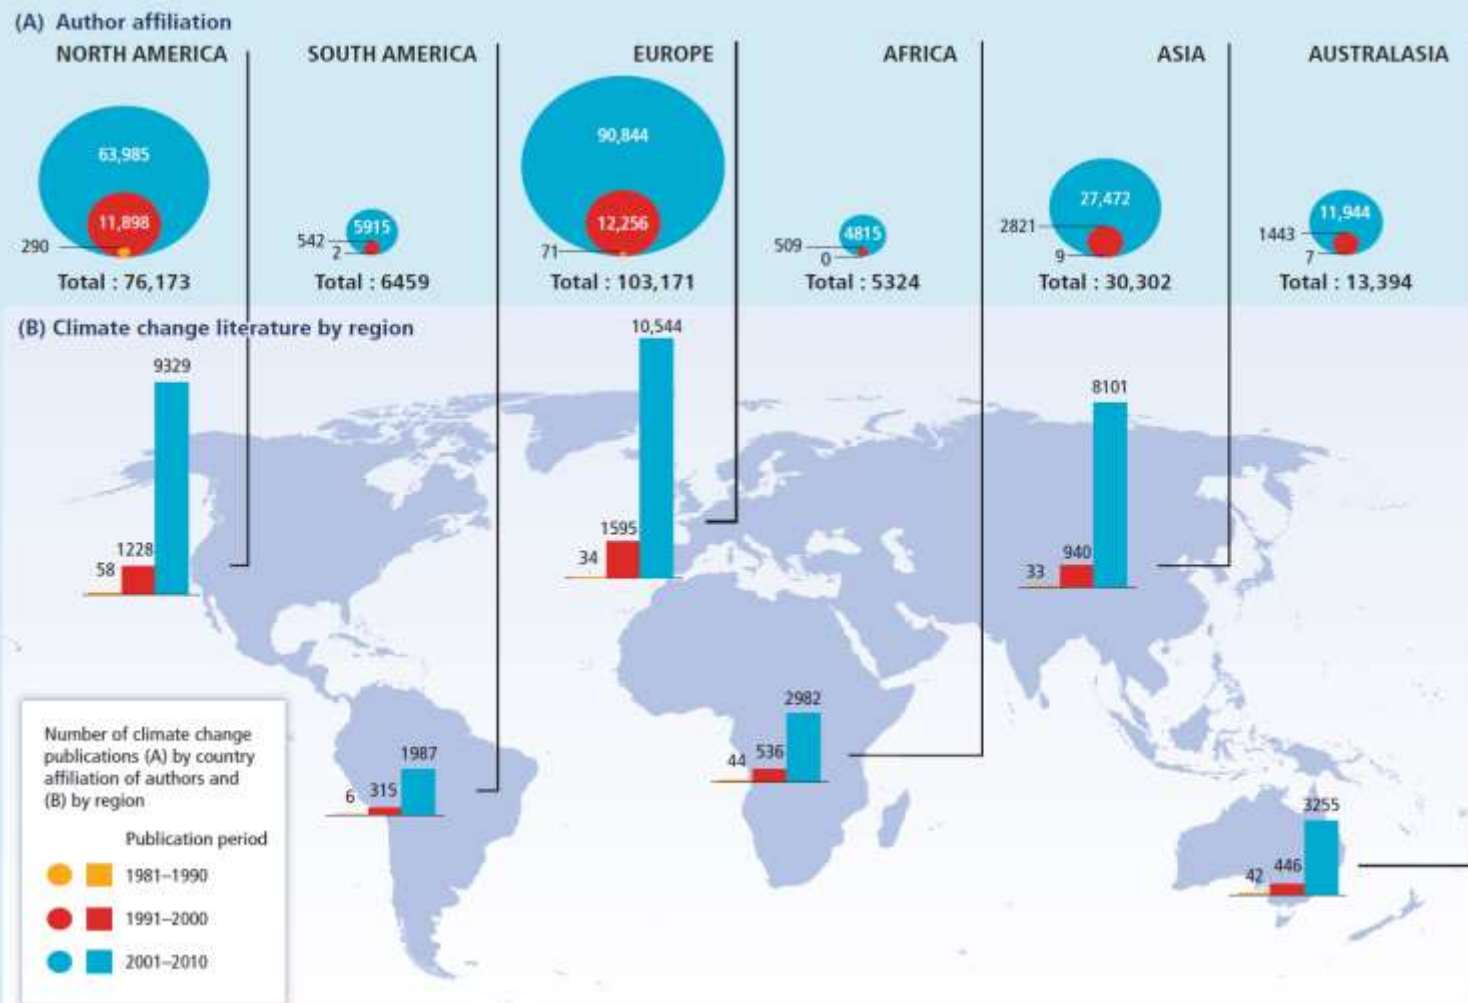 (A) Author affiliation
NORTH AMERICA
SOUTH AMERICA
EUROPE
AFRICA
ASIA
AUSTRALASIA
63,985
11,898
290
Total : 76,173
5915
542
2
Total : 6459
90,844
12,256
71
Total : 103,171
4815
509
0
Total : 5324
27,472
2821
9
Total : 30,302
11,944
1443
7
Total : 13,394
(B) Climate change literature by region
9329
1228
58
10,544
1595
34
8101
940
33
1987
315
6
2982
536
44
3255
446
42
Number of climate change
publications (A) by country
affiliation of authors and
(B) by region
Publication period
1981–1990
1991–2000
2001–2010